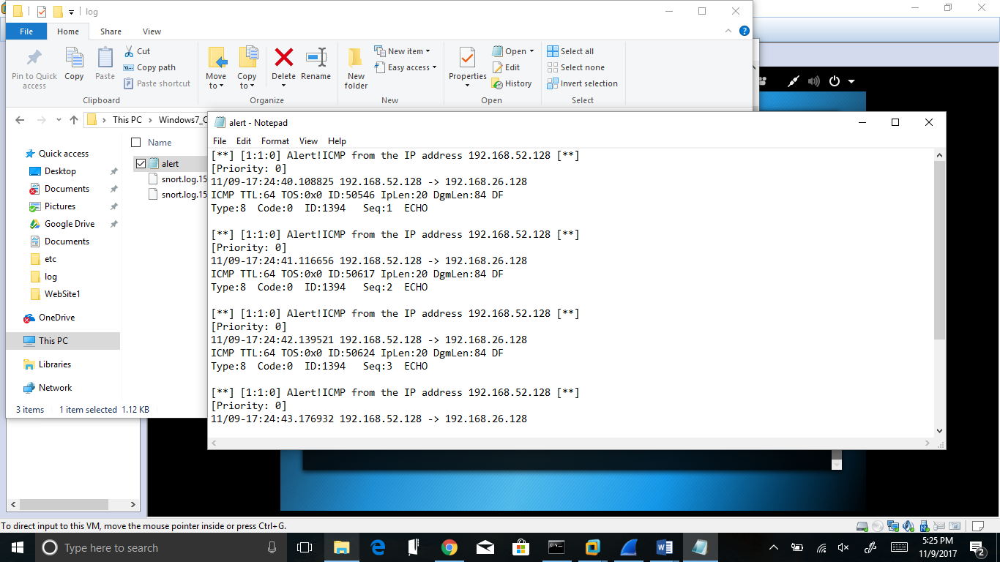 log
File Home Share View
Pin to Quick access
Copy
Paste
Cut
Copy path
Paste shortcut
Clipboard
Move to
Copy to
Delete
Rename
Organize
New folder
New item
Easy access
New
Properties
Open
Edit
History
Open
Select all
Select none
Invert selection
Select
This PC
Quick access
Desktop
Documents
Pictures
Google Drive
Documents
etc
log
WebSite1
OneDrive
This PC
Libraries
Network
Name
alert
snort.log.15
snort.log.15
3 items 1 item selected 1.12 KB
alert - Notepad
File Edit Format View Help
[**] [1:1:0] Alert!ICMP from the IP address 192.168.52.128 [**]
[Priority: 0]
11/09-17:24:40.108825 192.168.52.128 -> 192.168.26.128
ICMP TTL:64 TOS:0x0 ID:50546 IpLen:20 DgmLen:84 DF
Type:8 Code:0 ID:1394 Seq:1 ECHO
[**] [1:1:0] Alert!ICMP from the IP address 192.168.52.128 [**]
[Priority: 0]
11/09-17:24:41.116656 192.168.52.128 -> 192.168.26.128
ICMP TTL:64 TOS:0x0 ID:50617 IpLen:20 DgmLen:84 DF
Type:8 Code:0 ID:1394 Seq:2 ECHO
[**] [1:1:0] Alert!ICMP from the IP address 192.168.52.128 [**]
[Priority: 0]
11/09-17:24:42.139521 192.168.52.128 -> 192.168.26.128
ICMP TTL:64 TOS:0x0 ID:50624 IpLen:20 DgmLen:84 DF
Type:8 Code:0 ID:1394 Seq:3 ECHO
[**] [1:1:0] Alert!ICMP from the IP address 192.168.52.128 [**]
[Priority: 0]
11/09-17:24:43.176932 192.168.52.128 -> 192.168.26.128
To direct input to this VM, move the mouse pointer inside or press Ctrl+G.
Type here to search
5:25 PM
11/9/2017
2